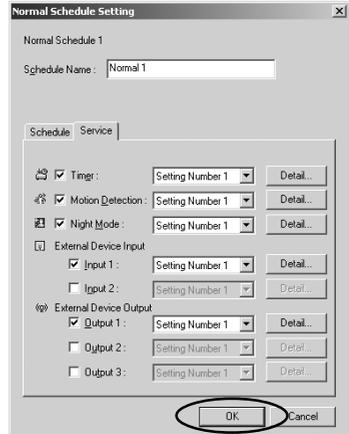 Normal Schedule Setting
Normal Schedule 1
Schedule Name : Normal 1
Schedule Service
Timer : Setting Number 1 Detail...
Motion Detection : Setting Number 1 Detail...
Night Mode : Setting Number 1 Detail...
External Device Input
Input 1 : Setting Number 1 Detail...
Input 2 : Setting Number 1 Detail...
External Device Output
Output 1 : Setting Number 1 Detail...
Output 2 : Setting Number 1 Detail...
Output 3 : Setting Number 1 Detail...
OK Cancel